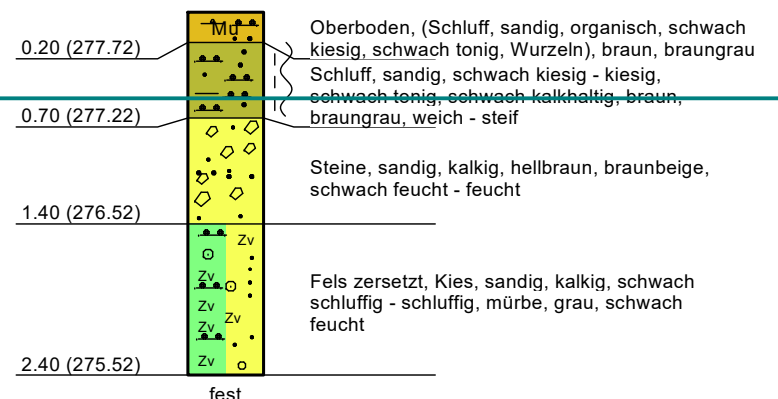 Mu
Oberboden, (Schluff, sandig, organisch, schwach
0.20 (277.72)
kiesig, schwach tonig, Wurzeln), braun, braungrau
Schluff, sandig, schwach kiesig - kiesig,
schwach tonig, schwach kalkhaltig, braun,
0.70 (277.22)
braungrau, weich - steif
Steine, sandig, kalkig, hellbraun, braunbeige,
schwach feucht - feucht
1.40 (276.52)
Zv
Zv
Fels zersetzt, Kies, sandig, kalkig, schwach
Zv
schluffig - schluffig, mürbe, grau, schwach
Zv
Zv
feucht
2.40 (275.52)
Zv
fest